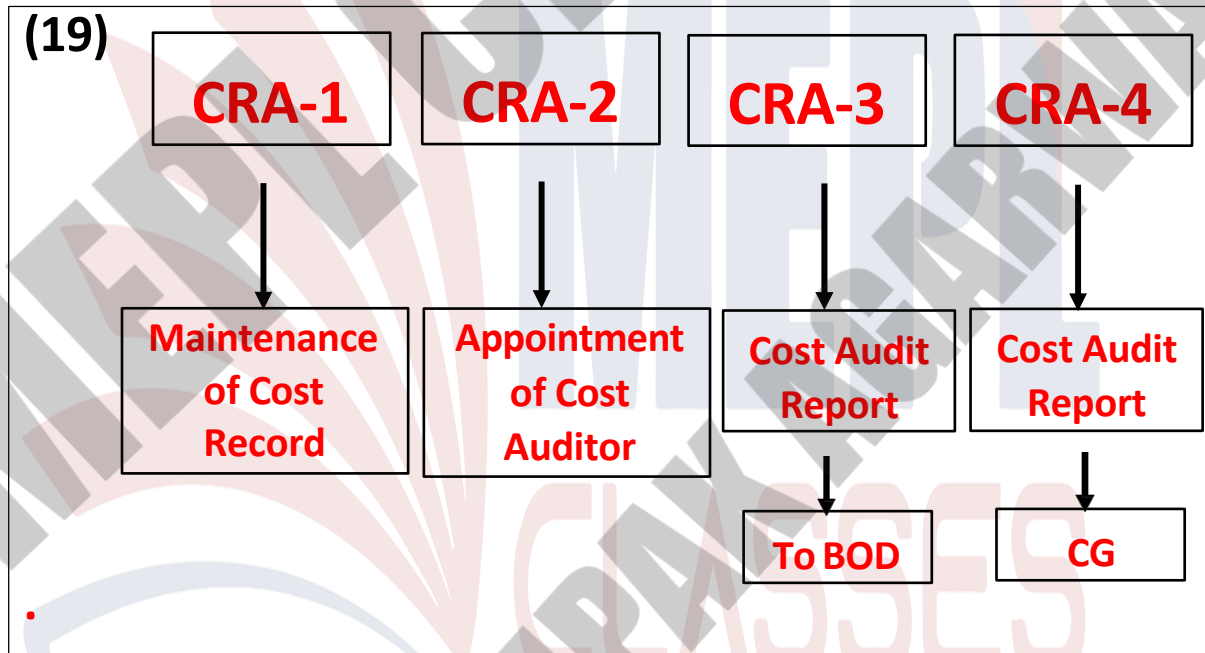 (19)
CRA-1
CRA-2
CRA-3
CRA-4
Maintenance
of Cost
Record
Appointment
of Cost
Auditor
Cost Audit
Report
Cost Audit
Report
To BOD
CG
.
CLASSES